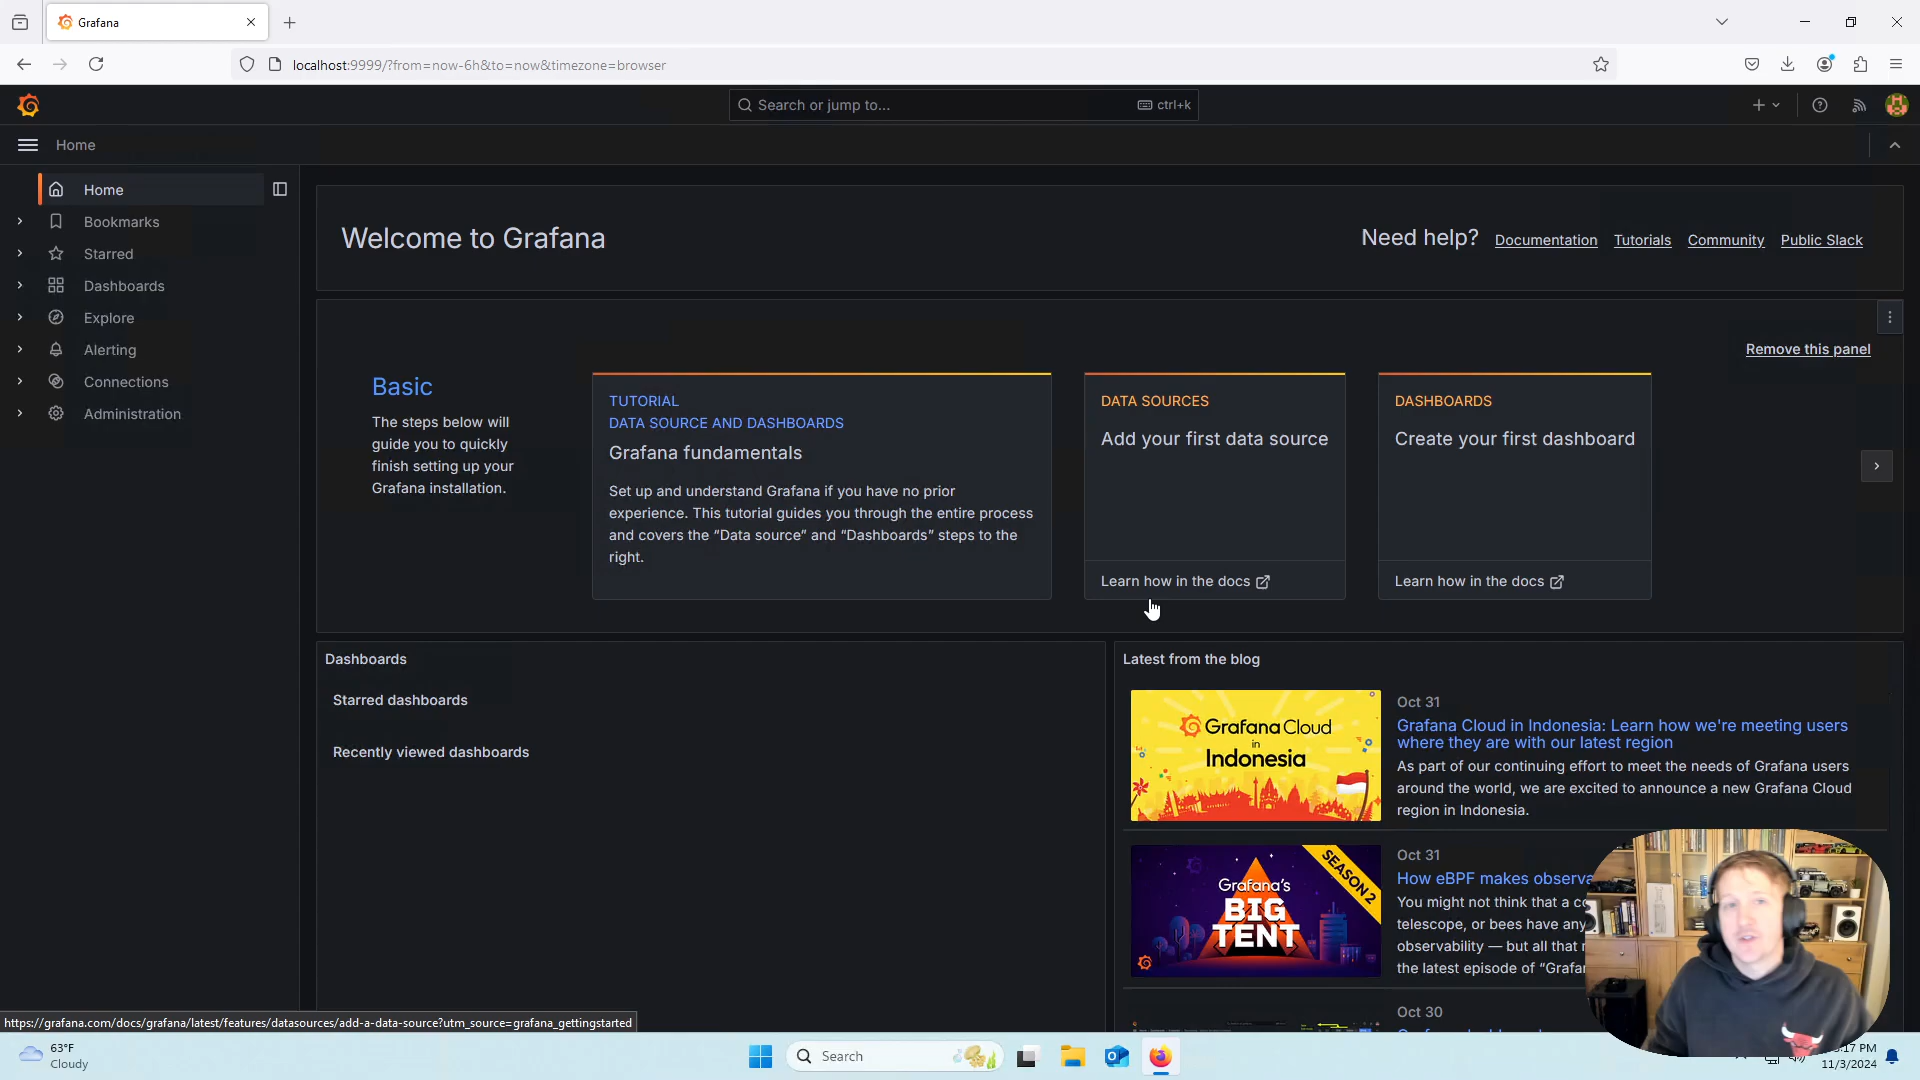 Grafana
localhost:9999/?from=now-6h&to=now&timezone=browser
Search or jump to...
ctrl+k
Home
Home
Bookmarks
Starred
Dashboards
Explore
Alerting
Connections
Administration
Welcome to Grafana
Need help?
Documentation
Tutorials
Community
Public Slack
Remove this panel
Basic
The steps below will
guide you to quickly
finish setting up your
Grafana installation.
TUTORIAL
DATA SOURCE AND DASHBOARDS
Grafana fundamentals
Set up and understand Grafana if you have no prior
experience. This tutorial guides you through the entire process
and covers the “Data source” and “Dashboards” steps to the
right.
DATA SOURCES
Add your first data source
Learn how in the docs
DASHBOARDS
Create your first dashboard
Learn how in the docs
Dashboards
Starred dashboards
Recently viewed dashboards
Latest from the blog
Grafana Cloud
in
Indonesia
Oct 31
Grafana Cloud in Indonesia: Learn how we're meeting users
where they are with our latest region
As part of our continuing effort to meet the needs of Grafana users
around the world, we are excited to announce a new Grafana Cloud
region in Indonesia.
SEASON 2
Grafana's
BIG
TENT
Oct 31
How eBPF makes observa
You might not think that a
telescope, or bees have any
observability — but all that
the latest episode of “Grafa
Oct 30
https://grafana.com/docs/grafana/latest/features/datasources/add-a-data-source?utm_source=grafana_gettingstarted
63°F
Cloudy
Search
:17 PM
11/3/2024